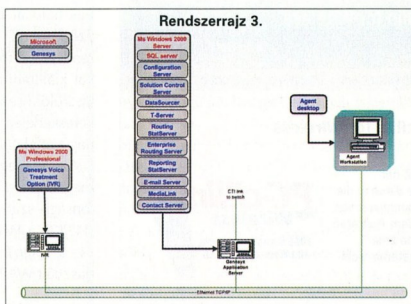 Rendszerrajz 3.
Microsoft
Genesys
Ms Windows 2000
Professional
Genesys Voice
Treatment
Option (IVR)
IVR
Ms Windows 2000
Server
SQL server
Configuration
Server
Solution Control
Server
DataSourcer
T-Server
Routing
StatServer
Enterprise
Routing Server
Reporting
StatServer
E-mail Server
MediaLink
Contact Server
CTI link
to switch
Genesys
Application
Server
Agent
desktop
Agent
Workstation
Ethernet TCP/IP